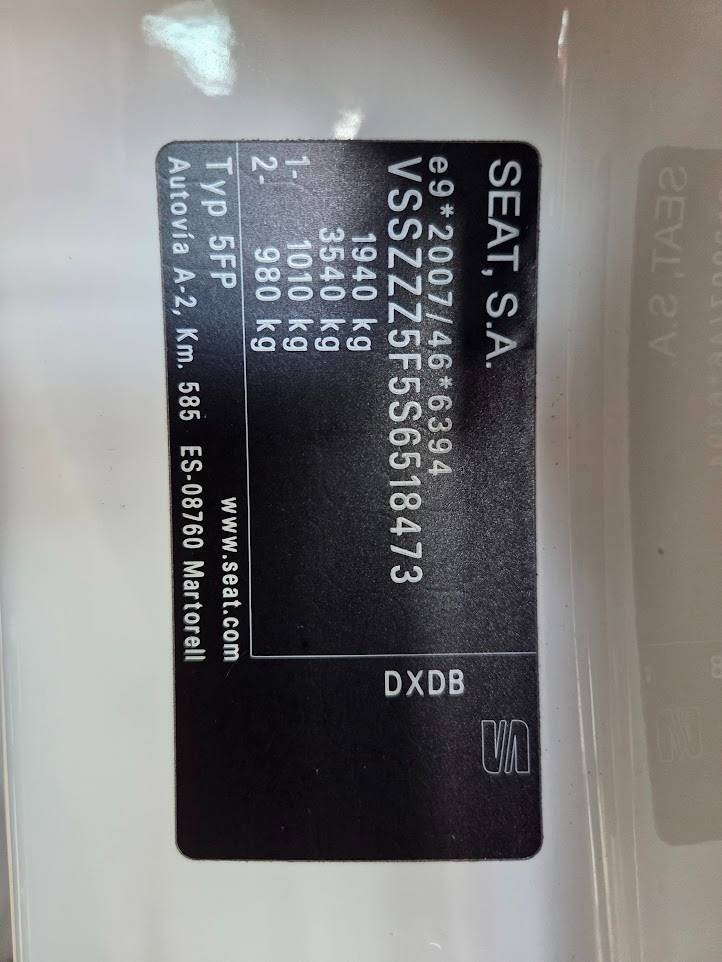 SEAT, S.A.
e9*2007/46*6394
VSSZZZ5F5S6518473
DXDB
1940 kg
3540 kg
1- 1010 kg
2- 980 kg
Typ 5FP
www.seat.com
Autovía A-2, Km. 585 ES-08760 Martorell